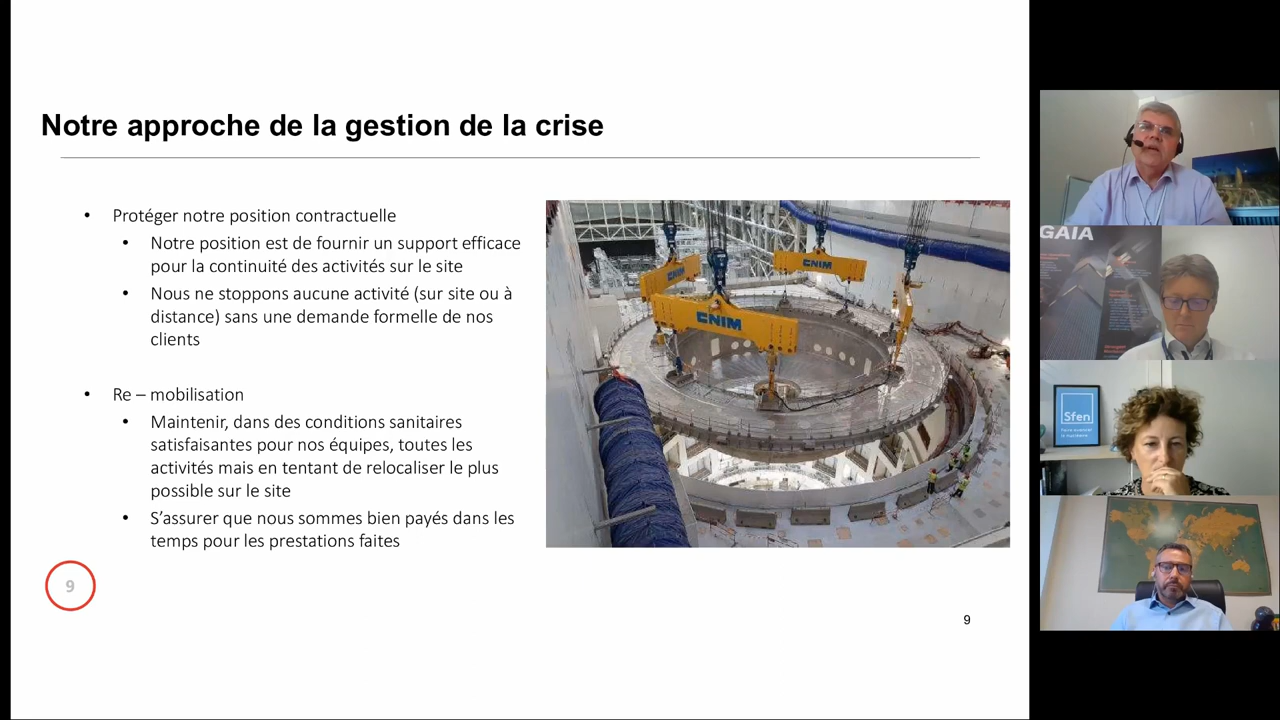 Notre approche de la gestion de la crise
• Protéger notre position contractuelle
• Notre position est de fournir un support efficace
pour la continuité des activités sur le site
• Nous ne stoppons aucune activité (sur site ou à
distance) sans une demande formelle de nos
clients
• Re – mobilisation
• Maintenir, dans des conditions sanitaires
satisfaisantes pour nos équipes, toutes les
activités mais en tentant de relocaliser le plus
possible sur le site
• S’assurer que nous sommes bien payés dans les
temps pour les prestations faites
9
9
CNIM
CNIM
CNIM
GAIA
Sfen